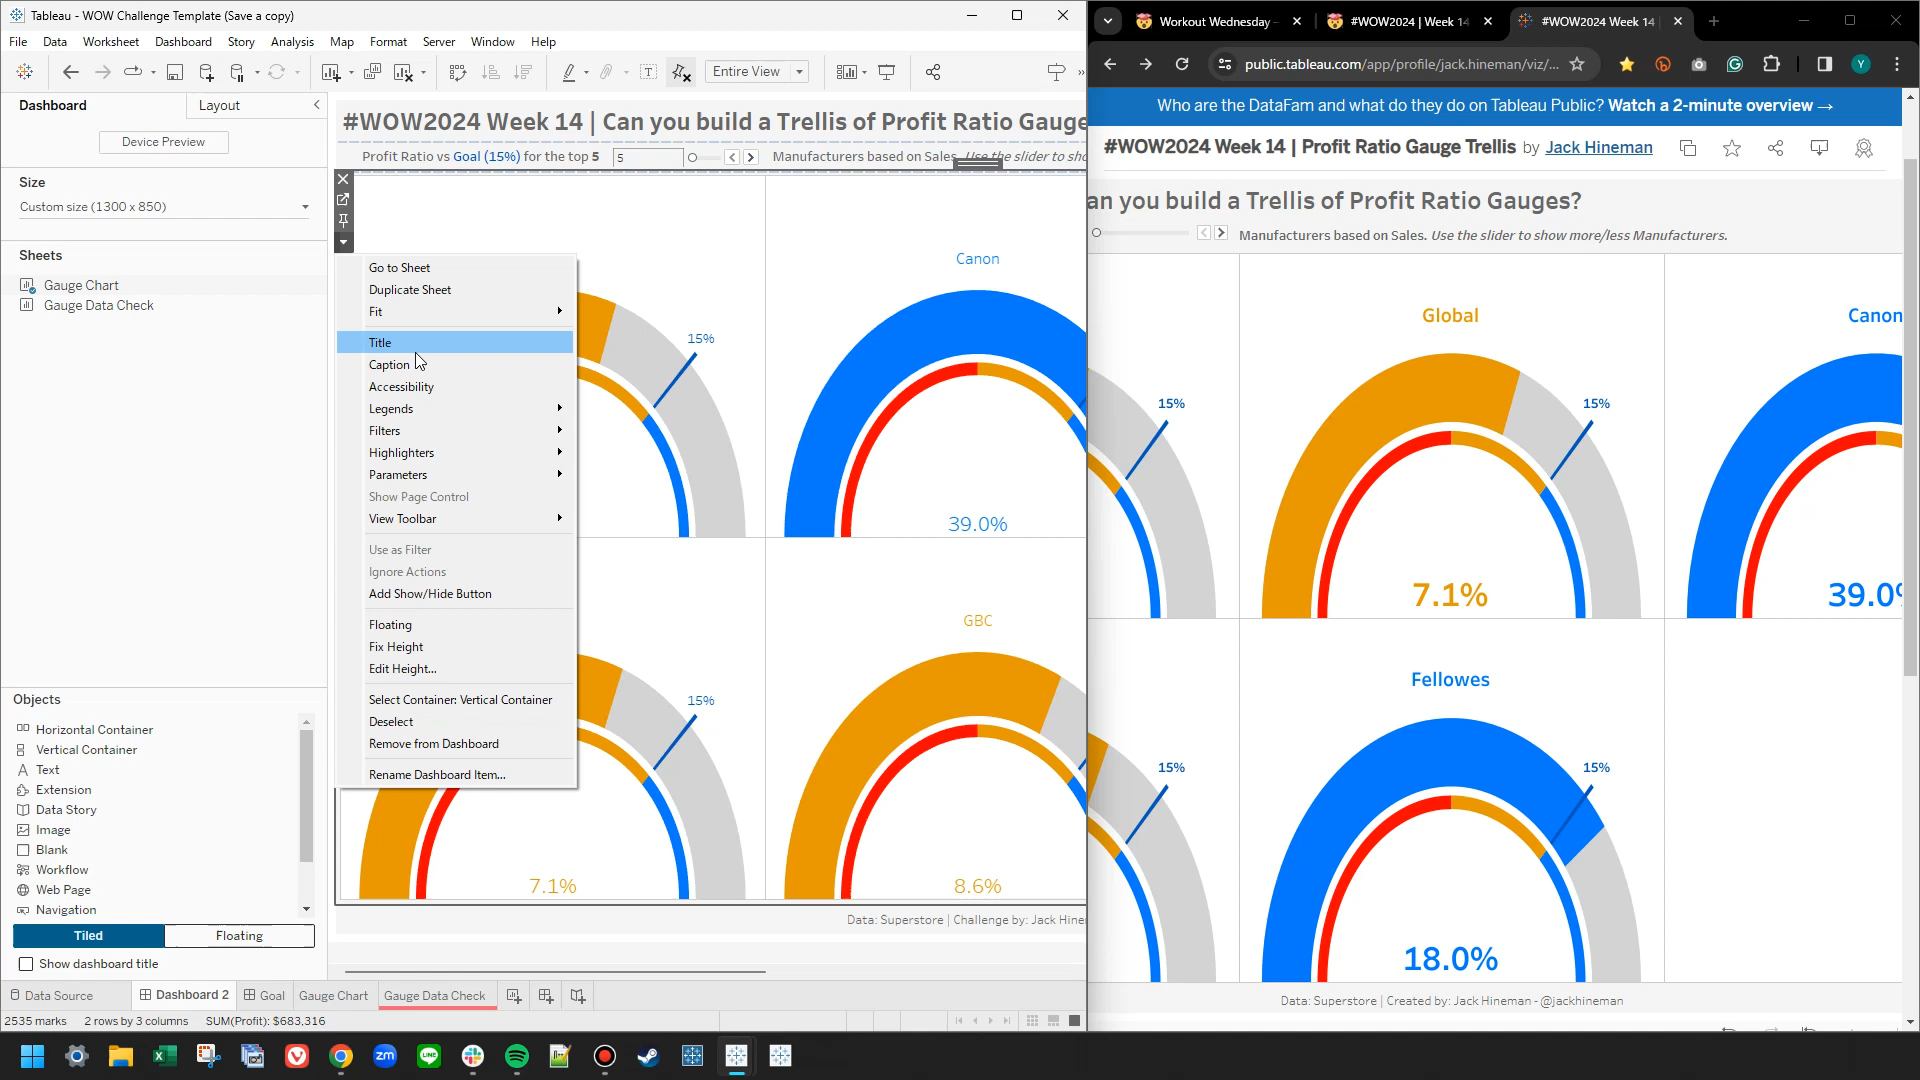 Tableau - WOW Challenge Template (Save a copy)
File Data Worksheet Dashboard Story Analysis Map Format Server Window Help
Entire View
Dashboard
Layout
Device Preview
Size
Custom size (1300 x 850)
Sheets
Gauge Chart
Gauge Data Check
Objects
Horizontal Container
Vertical Container
Text
Extension
Data Story
Image
Blank
Workflow
Web Page
Navigation
Tiled
Floating
Show dashboard title
#WOW2024 Week 14 | Can you build a Trellis of Profit Ratio Gauge
Profit Ratio vs Goal (15%) for the top 5
5
Manufacturers based on Sales. Use the slider to sho
Go to Sheet
Duplicate Sheet
Fit
Title
Caption
Accessibility
Legends
Filters
Highlighters
Parameters
Show Page Control
View Toolbar
Use as Filter
Ignore Actions
Add Show/Hide Button
Floating
Fix Height
Edit Height...
Select Container: Vertical Container
Deselect
Remove from Dashboard
Rename Dashboard Item...
15%
Canon
39.0%
15%
7.1%
GBC
8.6%
Data: Superstore | Challenge by: Jack Hine
Data Source
Dashboard 2
Goal
Gauge Chart
Gauge Data Check
2535 marks
2 rows by 3 columns
SUM(Profit): $683,316
Workout Wednesday -
#WOW2024 | Week 14
#WOW2024 Week 14
public.tableau.com/app/profile/jack.hineman/viz/...
Y
Who are the DataFam and what do they do on Tableau Public? Watch a 2-minute overview →
#WOW2024 Week 14 | Profit Ratio Gauge Trellis by Jack Hineman
an you build a Trellis of Profit Ratio Gauges?
Manufacturers based on Sales. Use the slider to show more/less Manufacturers.
15%
Global
15%
7.1%
Canon
39.0%
15%
Fellowes
15%
18.0%
Data: Superstore | Created by: Jack Hineman - @jackhineman
zm
LINE